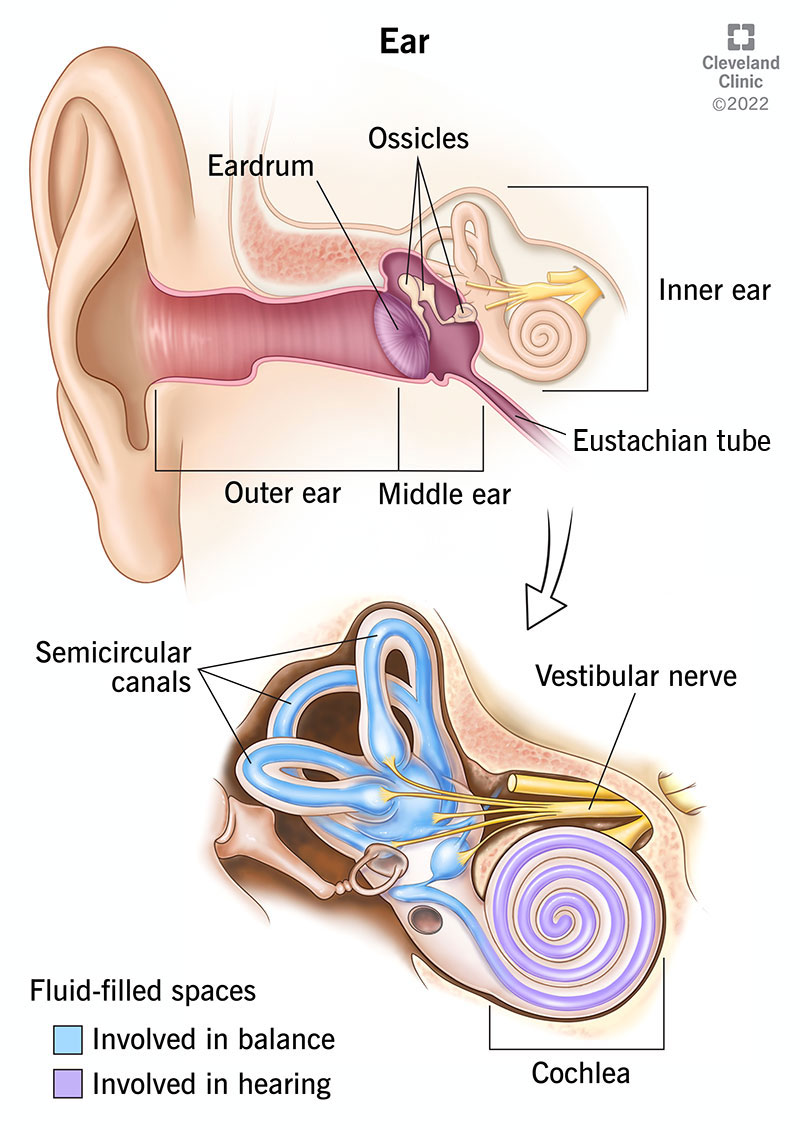 Ear
Cleveland
Clinic
©2022
Ossicles
Eardrum
Inner ear
Eustachian tube
Outer ear
Middle ear
Semicircular
canals
Vestibular nerve
Fluid-filled spaces
Involved in balance
Involved in hearing
Cochlea